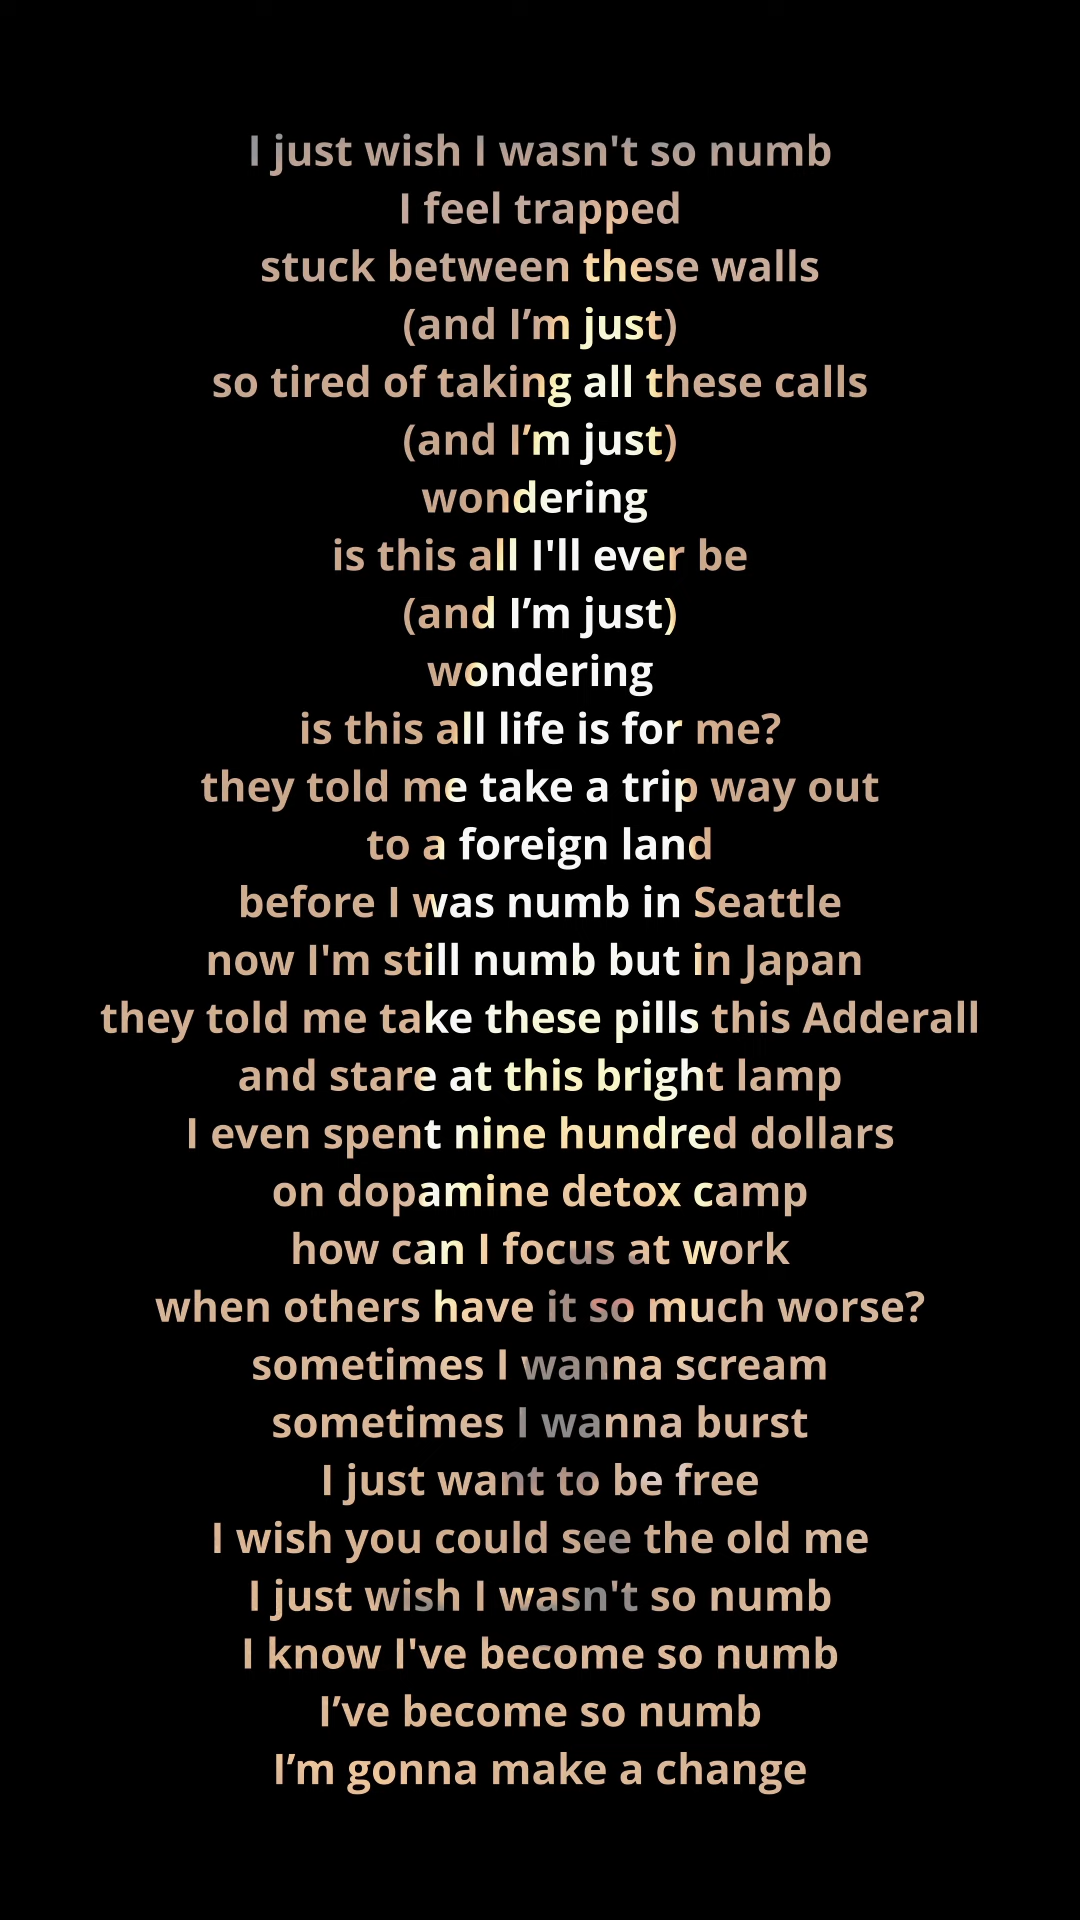 I just wish I wasn't so numb
I feel trapped
stuck between these walls
(and I’m just)
so tired of taking all these calls
(and I’m just)
wondering
is this all I'll ever be
(and I’m just)
wondering
is this all life is for me?
they told me take a trip way out
to a foreign land
before I was numb in Seattle
now I'm still numb but in Japan
they told me take these pills this Adderall
and stare at this bright lamp
I even spent nine hundred dollars
on dopamine detox camp
how can I focus at work
when others have it so much worse?
sometimes I wanna scream
sometimes I wanna burst
I just want to be free
I wish you could see the old me
I just wish I wasn't so numb
I know I've become so numb
I’ve become so numb
I’m gonna make a change